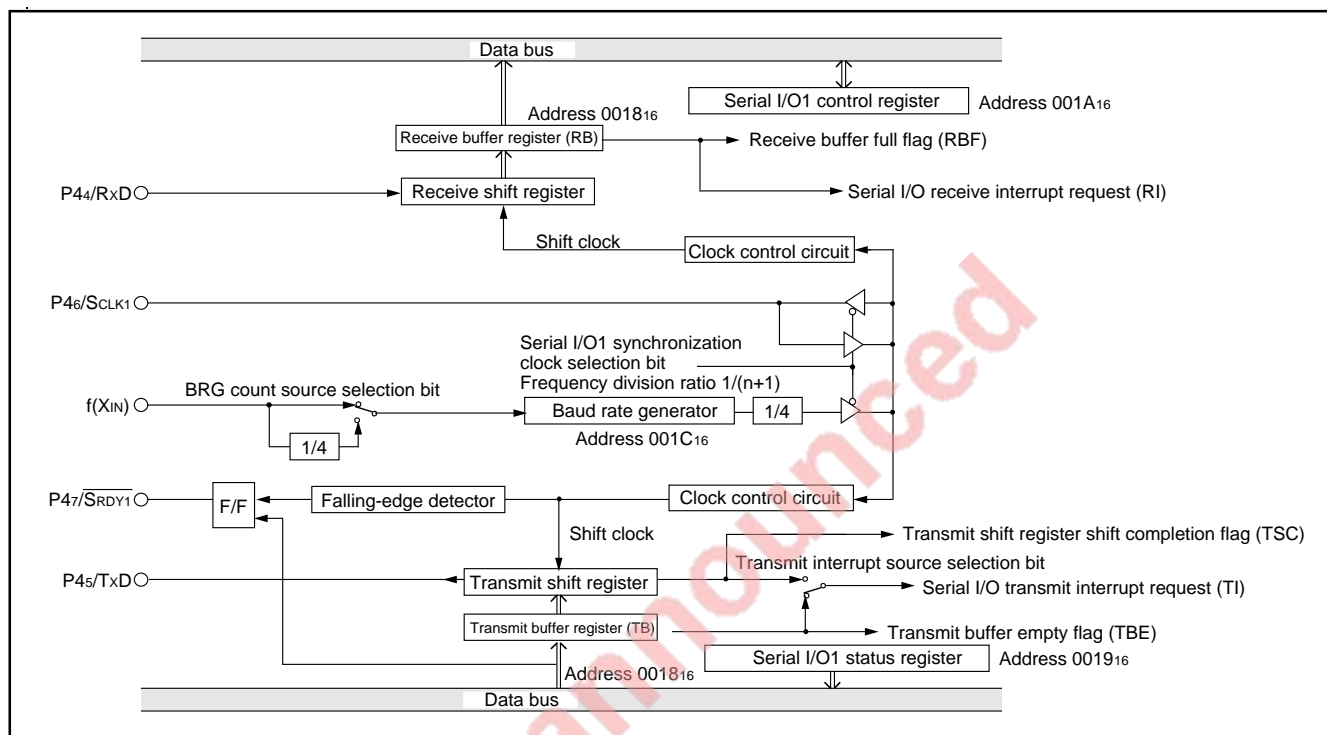 Data bus
Serial I/O1 control register
Address 001A16
Address 001816
Receive buffer register (RB)
Receive buffer full flag (RBF)
P44/RXD
Receive shift register
Serial I/O receive interrupt request (RI)
Shift clock
Clock control circuit
P46/SCLK1
Serial I/O1 synchronization
clock selection bit
Frequency division ratio 1/(n+1)
BRG count source selection bit
f(XIN)
Baud rate generator
1/4
1/4
Address 001C16
P47/SRDY1
F/F
Falling-edge detector
Clock control circuit
Shift clock
Transmit shift register shift completion flag (TSC)
Transmit interrupt source selection bit
P45/TXD
Transmit shift register
Serial I/O transmit interrupt request (TI)
Transmit buffer register (TB)
Transmit buffer empty flag (TBE)
Serial I/O1 status register
Address 001916
Address 001816
Data bus
announced